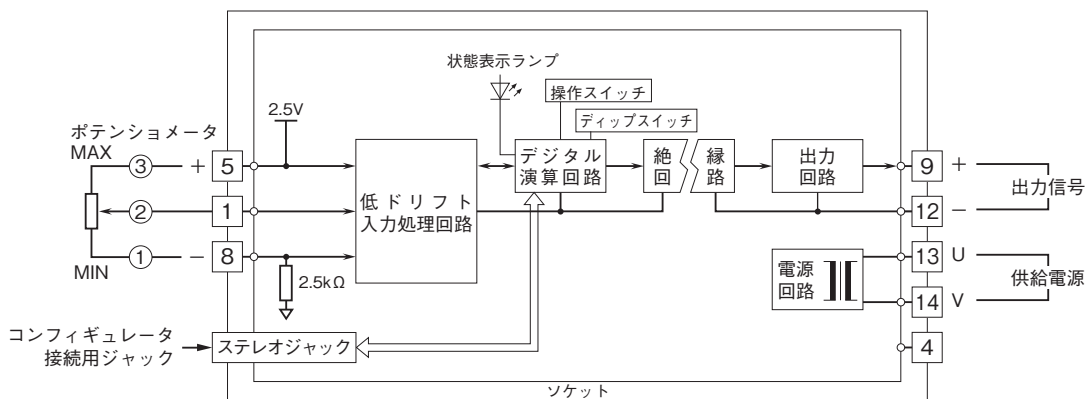 状態表示ランプ
操作スイッチ
ディップスイッチ
2.5V
ポテンショメータ
MAX
③
+
5
②
1
①
−
8
MIN
2.5kΩ
低ドリフト
入力処理回路
デジタル
演算回路
絶縁
回路
出力
回路
9
+
12
−
出力信号
電源
回路
13
U
14
V
供給電源
4
コンフィギュレータ
接続用ジャック
ステレオジャック
ソケット